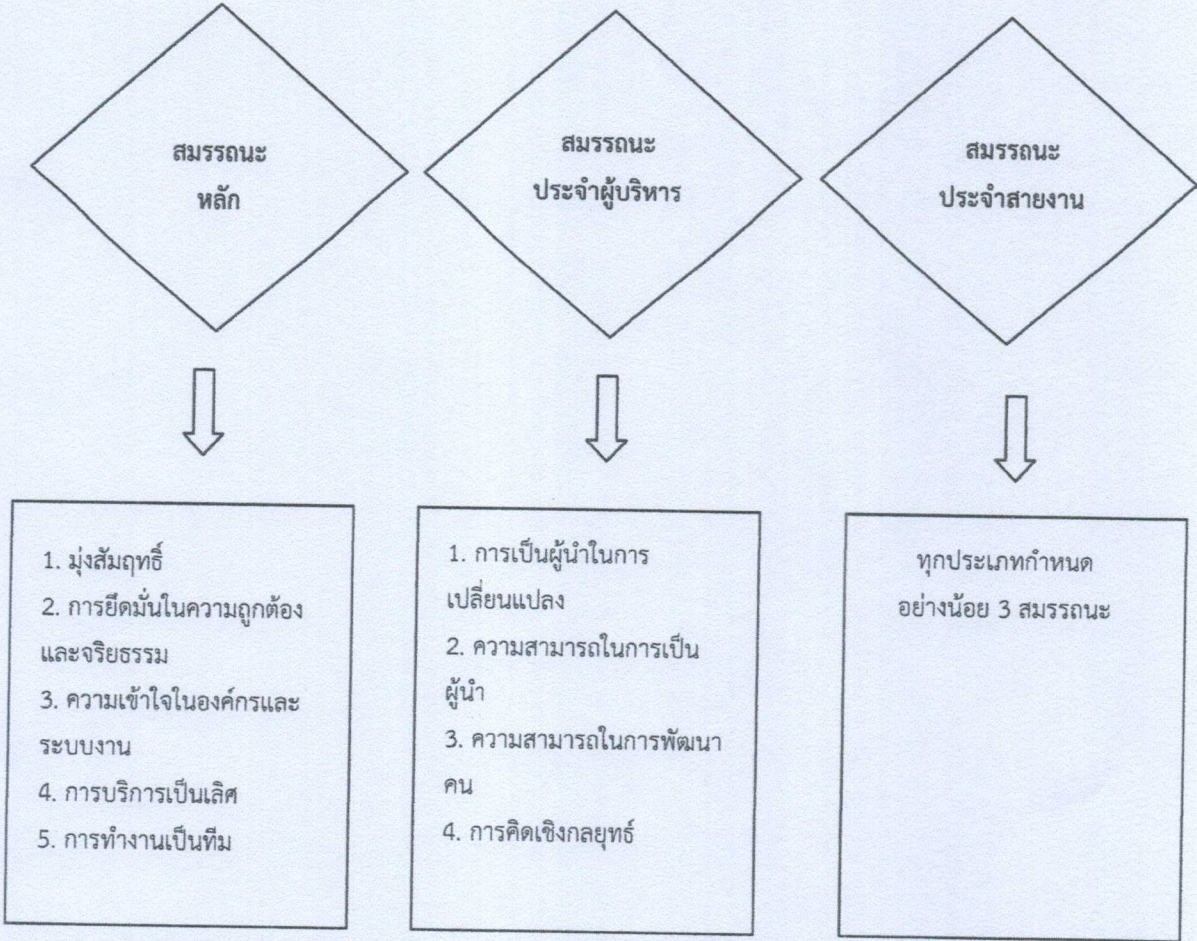 สมรรถนะ
หลัก
สมรรถนะ
ประจำผู้บริหาร
สมรรถนะ
ประจำสายงาน
1. มุ่งสัมฤทธิ์
2. การยึดมั่นในความถูกต้อง
และจริยธรรม
3. ความเข้าใจในองค์กรและ
ระบบงาน
4. การบริการเป็นเลิศ
5. การทำงานเป็นทีม
1. การเป็นผู้นำในการ
เปลี่ยนแปลง
2. ความสามารถในการเป็น
ผู้นำ
3. ความสามารถในการพัฒนา
คน
4. การคิดเชิงกลยุทธ์
ทุกประเภทกำหนด
อย่างน้อย 3 สมรรถนะ